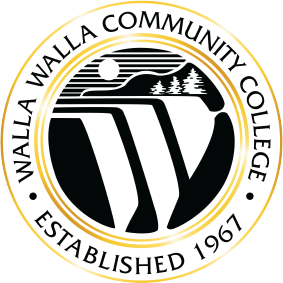 WALLA WALLA COMMUNITY COLLEGE
• ESTABLISHED 1967 •